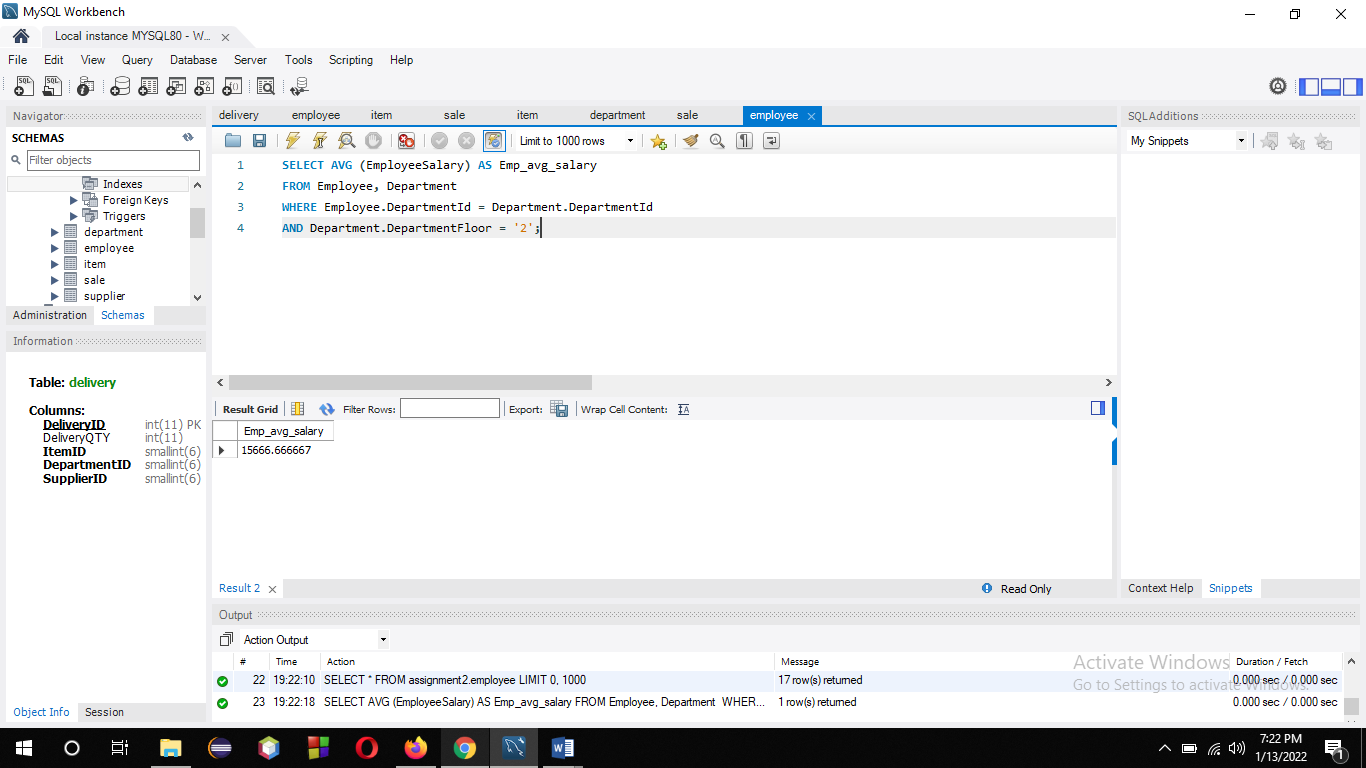 MySQL Workbench
Local instance MYSQL80 - W... ×
File Edit View Query Database Server Tools Scripting Help
Navigator
SCHEMAS
Filter objects
Indexes
Foreign Keys
Triggers
department
employee
item
sale
supplier
Administration Schemas
Information
Table: delivery
Columns:
DeliveryID int(11) PK
DeliveryQTY int(11)
ItemID smallint(6)
DepartmentID smallint(6)
SupplierID smallint(6)
Object Info Session
delivery employee item sale item department sale employee ×
Limit to 1000 rows
1 SELECT AVG (EmployeeSalary) AS Emp_avg_salary
2 FROM Employee, Department
3 WHERE Employee.DepartmentId = Department.DepartmentId
4 AND Department.DepartmentFloor = '2';
Result Grid Filter Rows: Export: Wrap Cell Content:
Emp_avg_salary
15666.666667
Result 2 × Read Only
SQLAdditions
My Snippets
Context Help Snippets
Output
Action Output
# Time Action Message Duration / Fetch
22 19:22:10 SELECT * FROM assignment2.employee LIMIT 0, 1000 17 row(s) returned 0.000 sec / 0.000 sec
23 19:22:18 SELECT AVG (EmployeeSalary) AS Emp_avg_salary FROM Employee, Department WHER... 1 row(s) returned 0.000 sec / 0.000 sec
Activate Windows
Go to Settings to activate Windows.
7:22 PM
1/13/2022
1